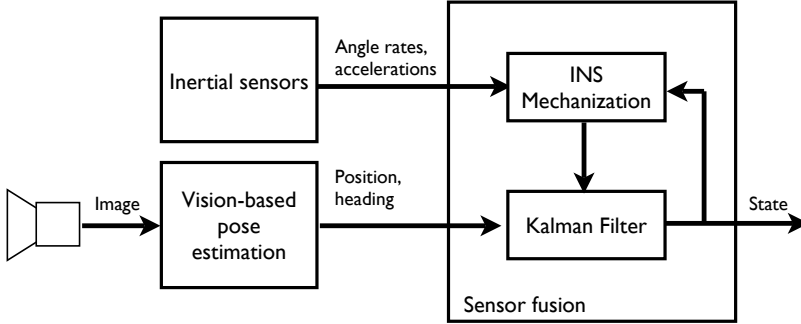 Inertial sensors
Angle rates,
accelerations
INS
Mechanization
Image
Vision-based
pose
estimation
Position,
heading
Kalman Filter
State
Sensor fusion